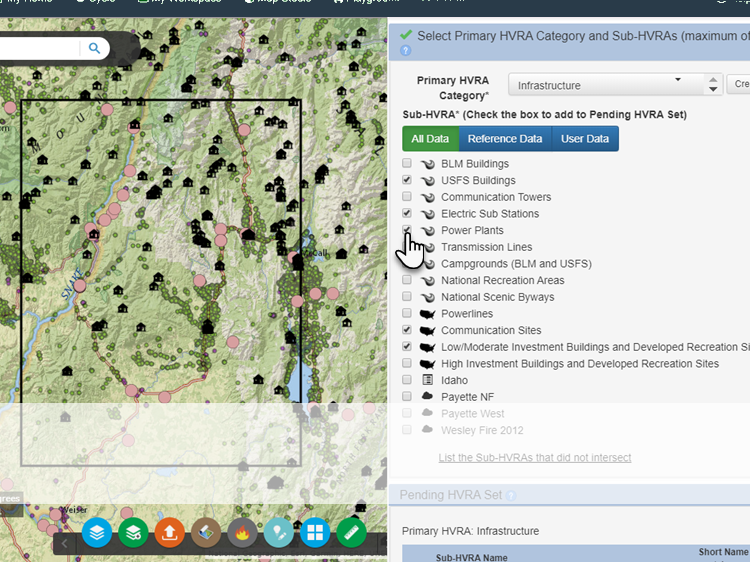 My Home
My Workspace
Map Studio
Playground
Select Primary HVRA Category and Sub-HVRAs (maximum of
?
Primary HVRA
Category*
Infrastructure
Cre
Sub-HVRA* (Check the box to add to Pending HVRA Set)
All Data
Reference Data
User Data
BLM Buildings
USFS Buildings
Communication Towers
Electric Sub Stations
Power Plants
Transmission Lines
Campgrounds (BLM and USFS)
National Recreation Areas
National Scenic Byways
Powerlines
Communication Sites
Low/Moderate Investment Buildings and Developed Recreation Si
High Investment Buildings and Developed Recreation Sites
Idaho
Payette NF
Payette West
Wesley Fire 2012
List the Sub-HVRAs that did not intersect
Pending HVRA Set ?
Primary HVRA: Infrastructure
Short Name
Sub-HVRA Name
SNAKE
Weiser
grees